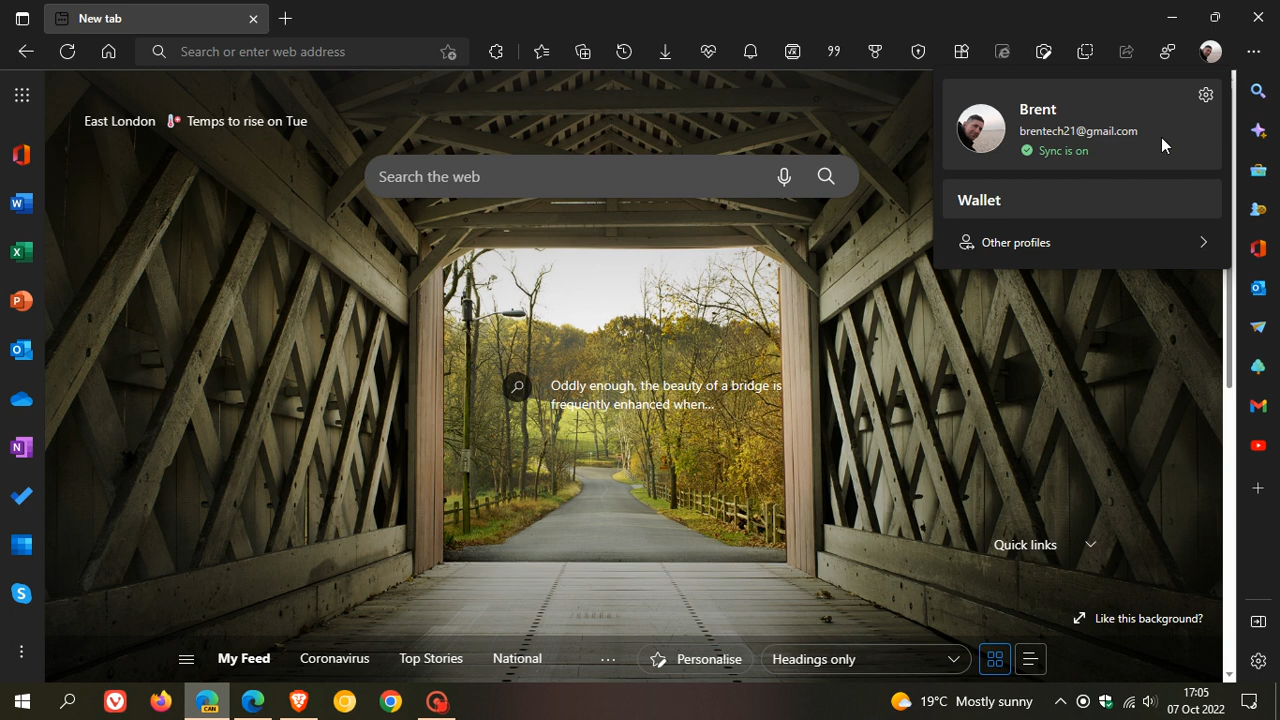 New tab
Search or enter web address
East London
Temps to rise on Tue
Brent
brentech21@gmail.com
Sync is on
Wallet
Other profiles
Search the web
Oddly enough, the beauty of a bridge is
frequently enhanced when...
Quick links
Like this background?
My Feed
Coronavirus
Top Stories
National
Personalise
Headings only
CAN
19°C Mostly sunny
17:05
07 Oct 2022